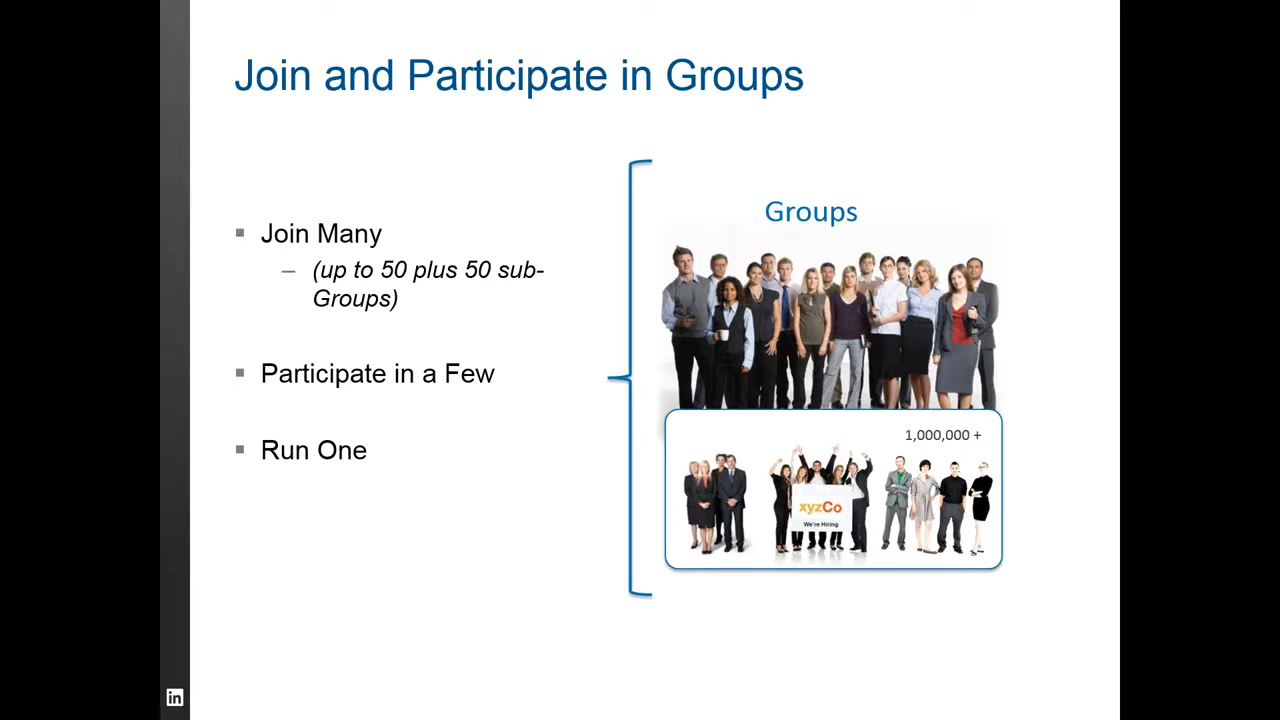 Join and Participate in Groups
Groups
Join Many
– (up to 50 plus 50 sub-
Groups)
Participate in a Few
Run One
1,000,000 +
xyzCo
We're Hiring
in